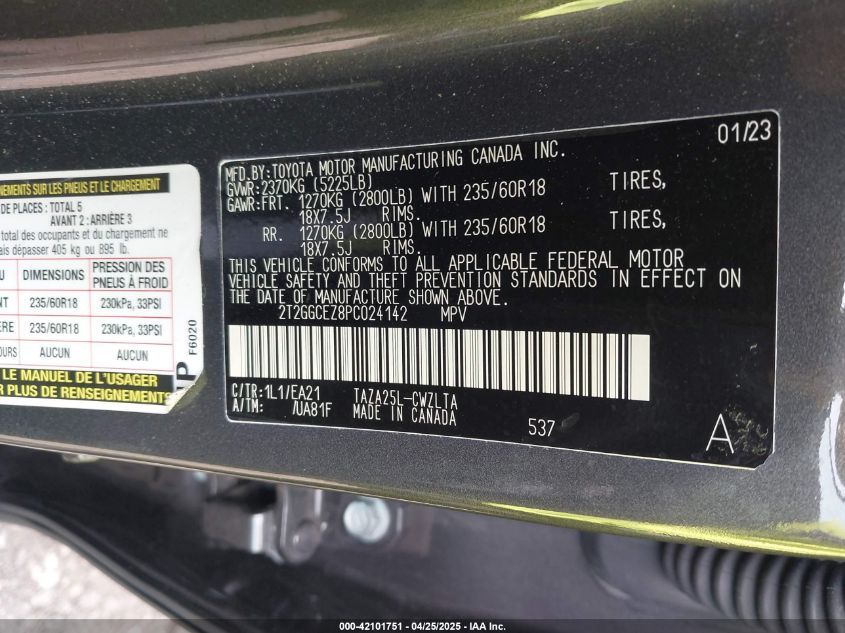 NEMENTS SUR LES PNEUS ET LE CHARGEMENT
DE PLACES : TOTAL 5
AVANT 2 : ARRIÈRE 3
total des occupants et du chargement ne
ais dépasser 405 kg ou 895 lb.
U DIMENSIONS PRESSION DES PNEUS À FROID
NT 235/60R18 230kPa, 33PSI
ÈRE 235/60R18 230kPa, 33PSI
OURS AUCUN AUCUN
LE MANUEL DE L'USAGER
R PLUS DE RENSEIGNEMENTS
P F6020
01/23
MFD.BY:TOYOTA MOTOR MANUFACTURING CANADA INC.
GVWR:2370KG (5225LB)
GAWR:FRT. 1270KG (2800LB) WITH 235/60R18 TIRES,
18X7.5J RIMS.
RR. 1270KG (2800LB) WITH 235/60R18 TIRES,
18X7.5J RIMS.
THIS VEHICLE CONFORMS TO ALL APPLICABLE FEDERAL MOTOR
VEHICLE SAFETY AND THEFT PREVENTION STANDARDS IN EFFECT ON
THE DATE OF MANUFACTURE SHOWN ABOVE.
2T2GGCEZ8PC024142 MPV
C/TR:1L1/EA21 TAZA25L-CWZLTA
A/TM: /UA81F MADE IN CANADA
537
A
000-42101751 | 04/25/2025 - IAA Inc.